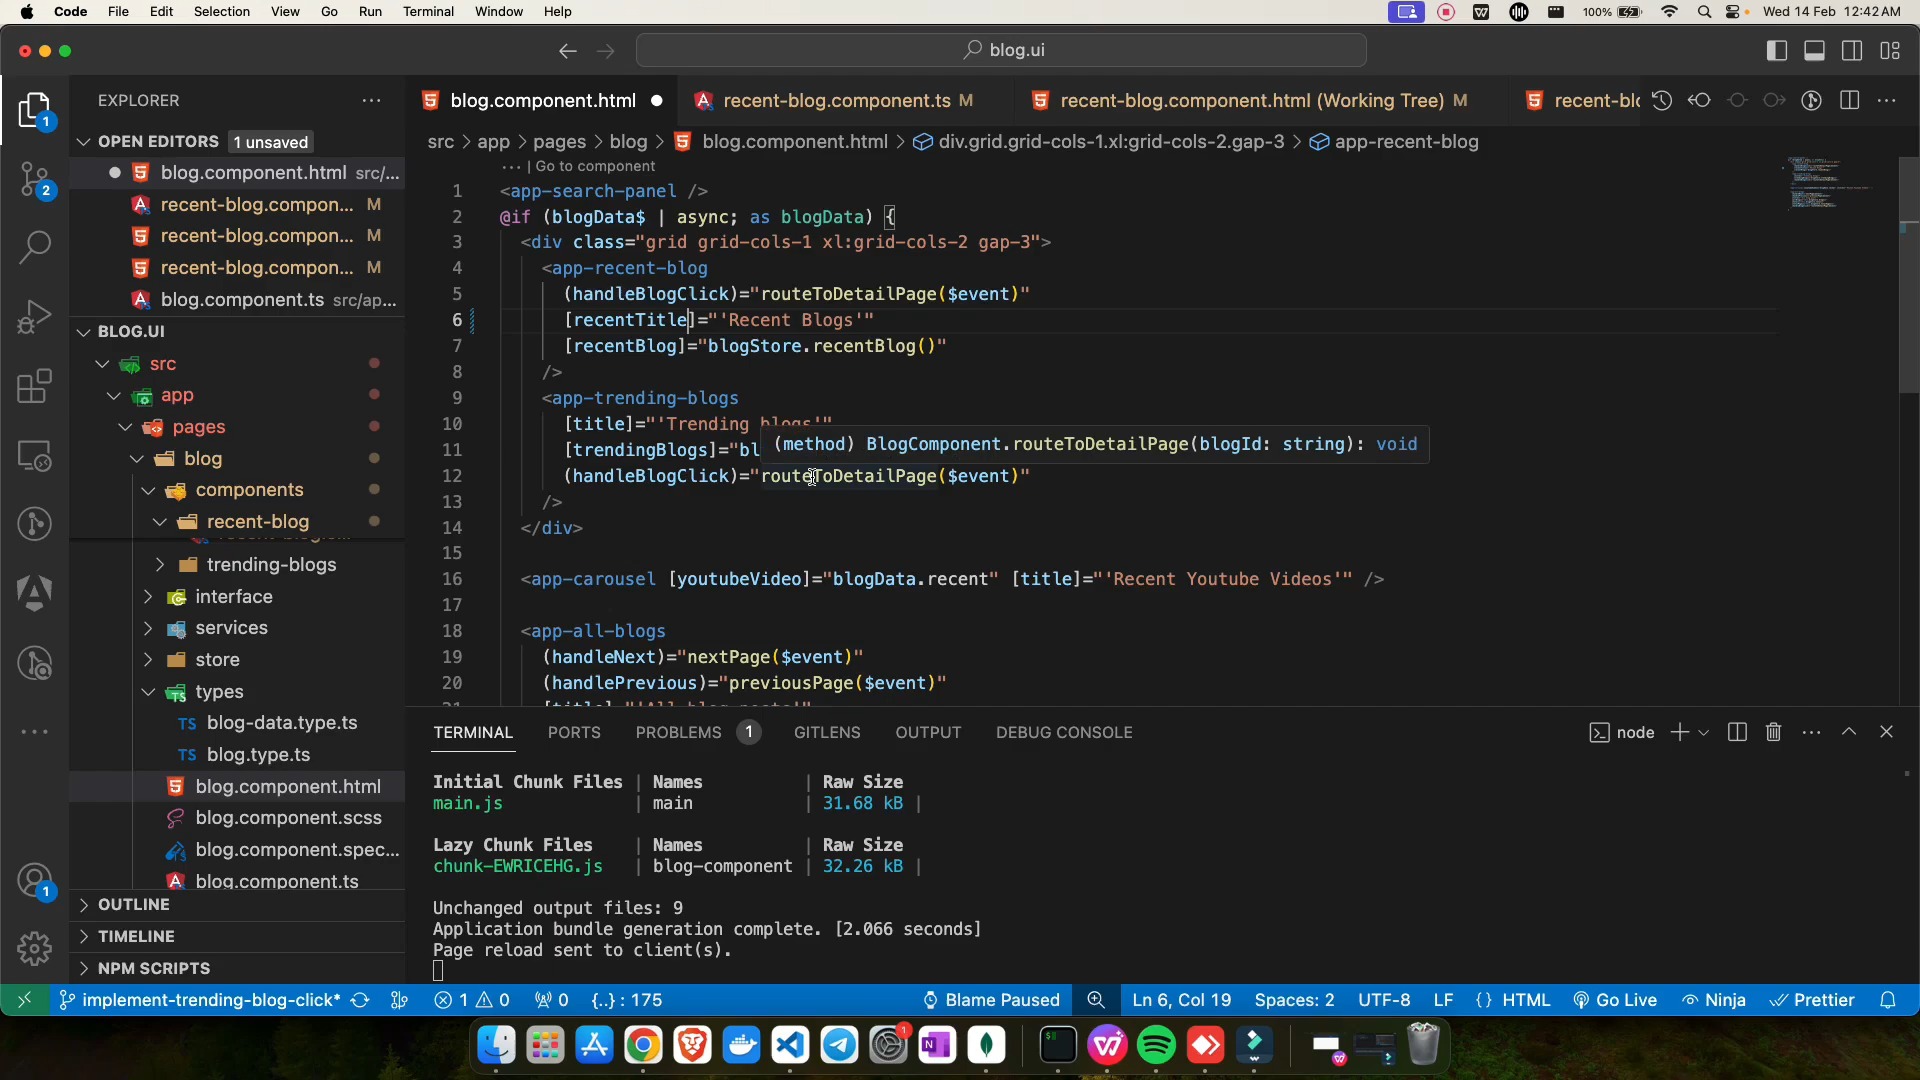 Code File Edit Selection View Go Run Terminal Window Help 100% Wed 14 Feb 12:42 AM
blog.ui
EXPLORER
blog.component.html
recent-blog.component.ts M
recent-blog.component.html (Working Tree) M
recent-blo
OPEN EDITORS 1 unsaved
src > app > pages > blog > blog.component.html > div.grid.grid-cols-1.xl:grid-cols-2.gap-3 > app-recent-blog
blog.component.html src/...
recent-blog.compon... M
recent-blog.compon... M
recent-blog.compon... M
blog.component.ts src/ap...
BLOG.UI
src
app
pages
blog
components
recent-blog
trending-blogs
interface
services
store
types
TS blog-data.type.ts
TS blog.type.ts
blog.component.html
blog.component.scss
blog.component.spec...
blog.component.ts
OUTLINE
TIMELINE
NPM SCRIPTS
1
2
1
... | Go to component
1 <app-search-panel />
2 @if (blogData$ | async; as blogData) {
3 <div class="grid grid-cols-1 xl:grid-cols-2 gap-3">
4 <app-recent-blog
5 (handleBlogClick)="routeToDetailPage($event)"
6 [recentTitle]="'Recent Blogs'"
7 [recentBlog]="blogStore.recentBlog()"
8 />
9 <app-trending-blogs
10 [title]="'Trending blogs'"
11 [trendingBlogs]="bl
(method) BlogComponent.routeToDetailPage(blogId: string): void
12 (handleBlogClick)="routeToDetailPage($event)"
13 />
14 </div>
15
16 <app-carousel [youtubeVideo]="blogData.recent" [title]="'Recent Youtube Videos'" />
17
18 <app-all-blogs
19 (handleNext)="nextPage($event)"
20 (handlePrevious)="previousPage($event)"
TERMINAL PORTS PROBLEMS 1 GITLENS OUTPUT DEBUG CONSOLE node
Initial Chunk Files | Names | Raw Size
main.js | main | 31.68 kB |
Lazy Chunk Files | Names | Raw Size
chunk-EWRICEHG.js | blog-component | 32.26 kB |
Unchanged output files: 9
Application bundle generation complete. [2.066 seconds]
Page reload sent to client(s).
implement-trending-blog-click* 1 0 0 {..} : 175 Blame Paused Ln 6, Col 19 Spaces: 2 UTF-8 LF {} HTML Go Live Ninja Prettier
1